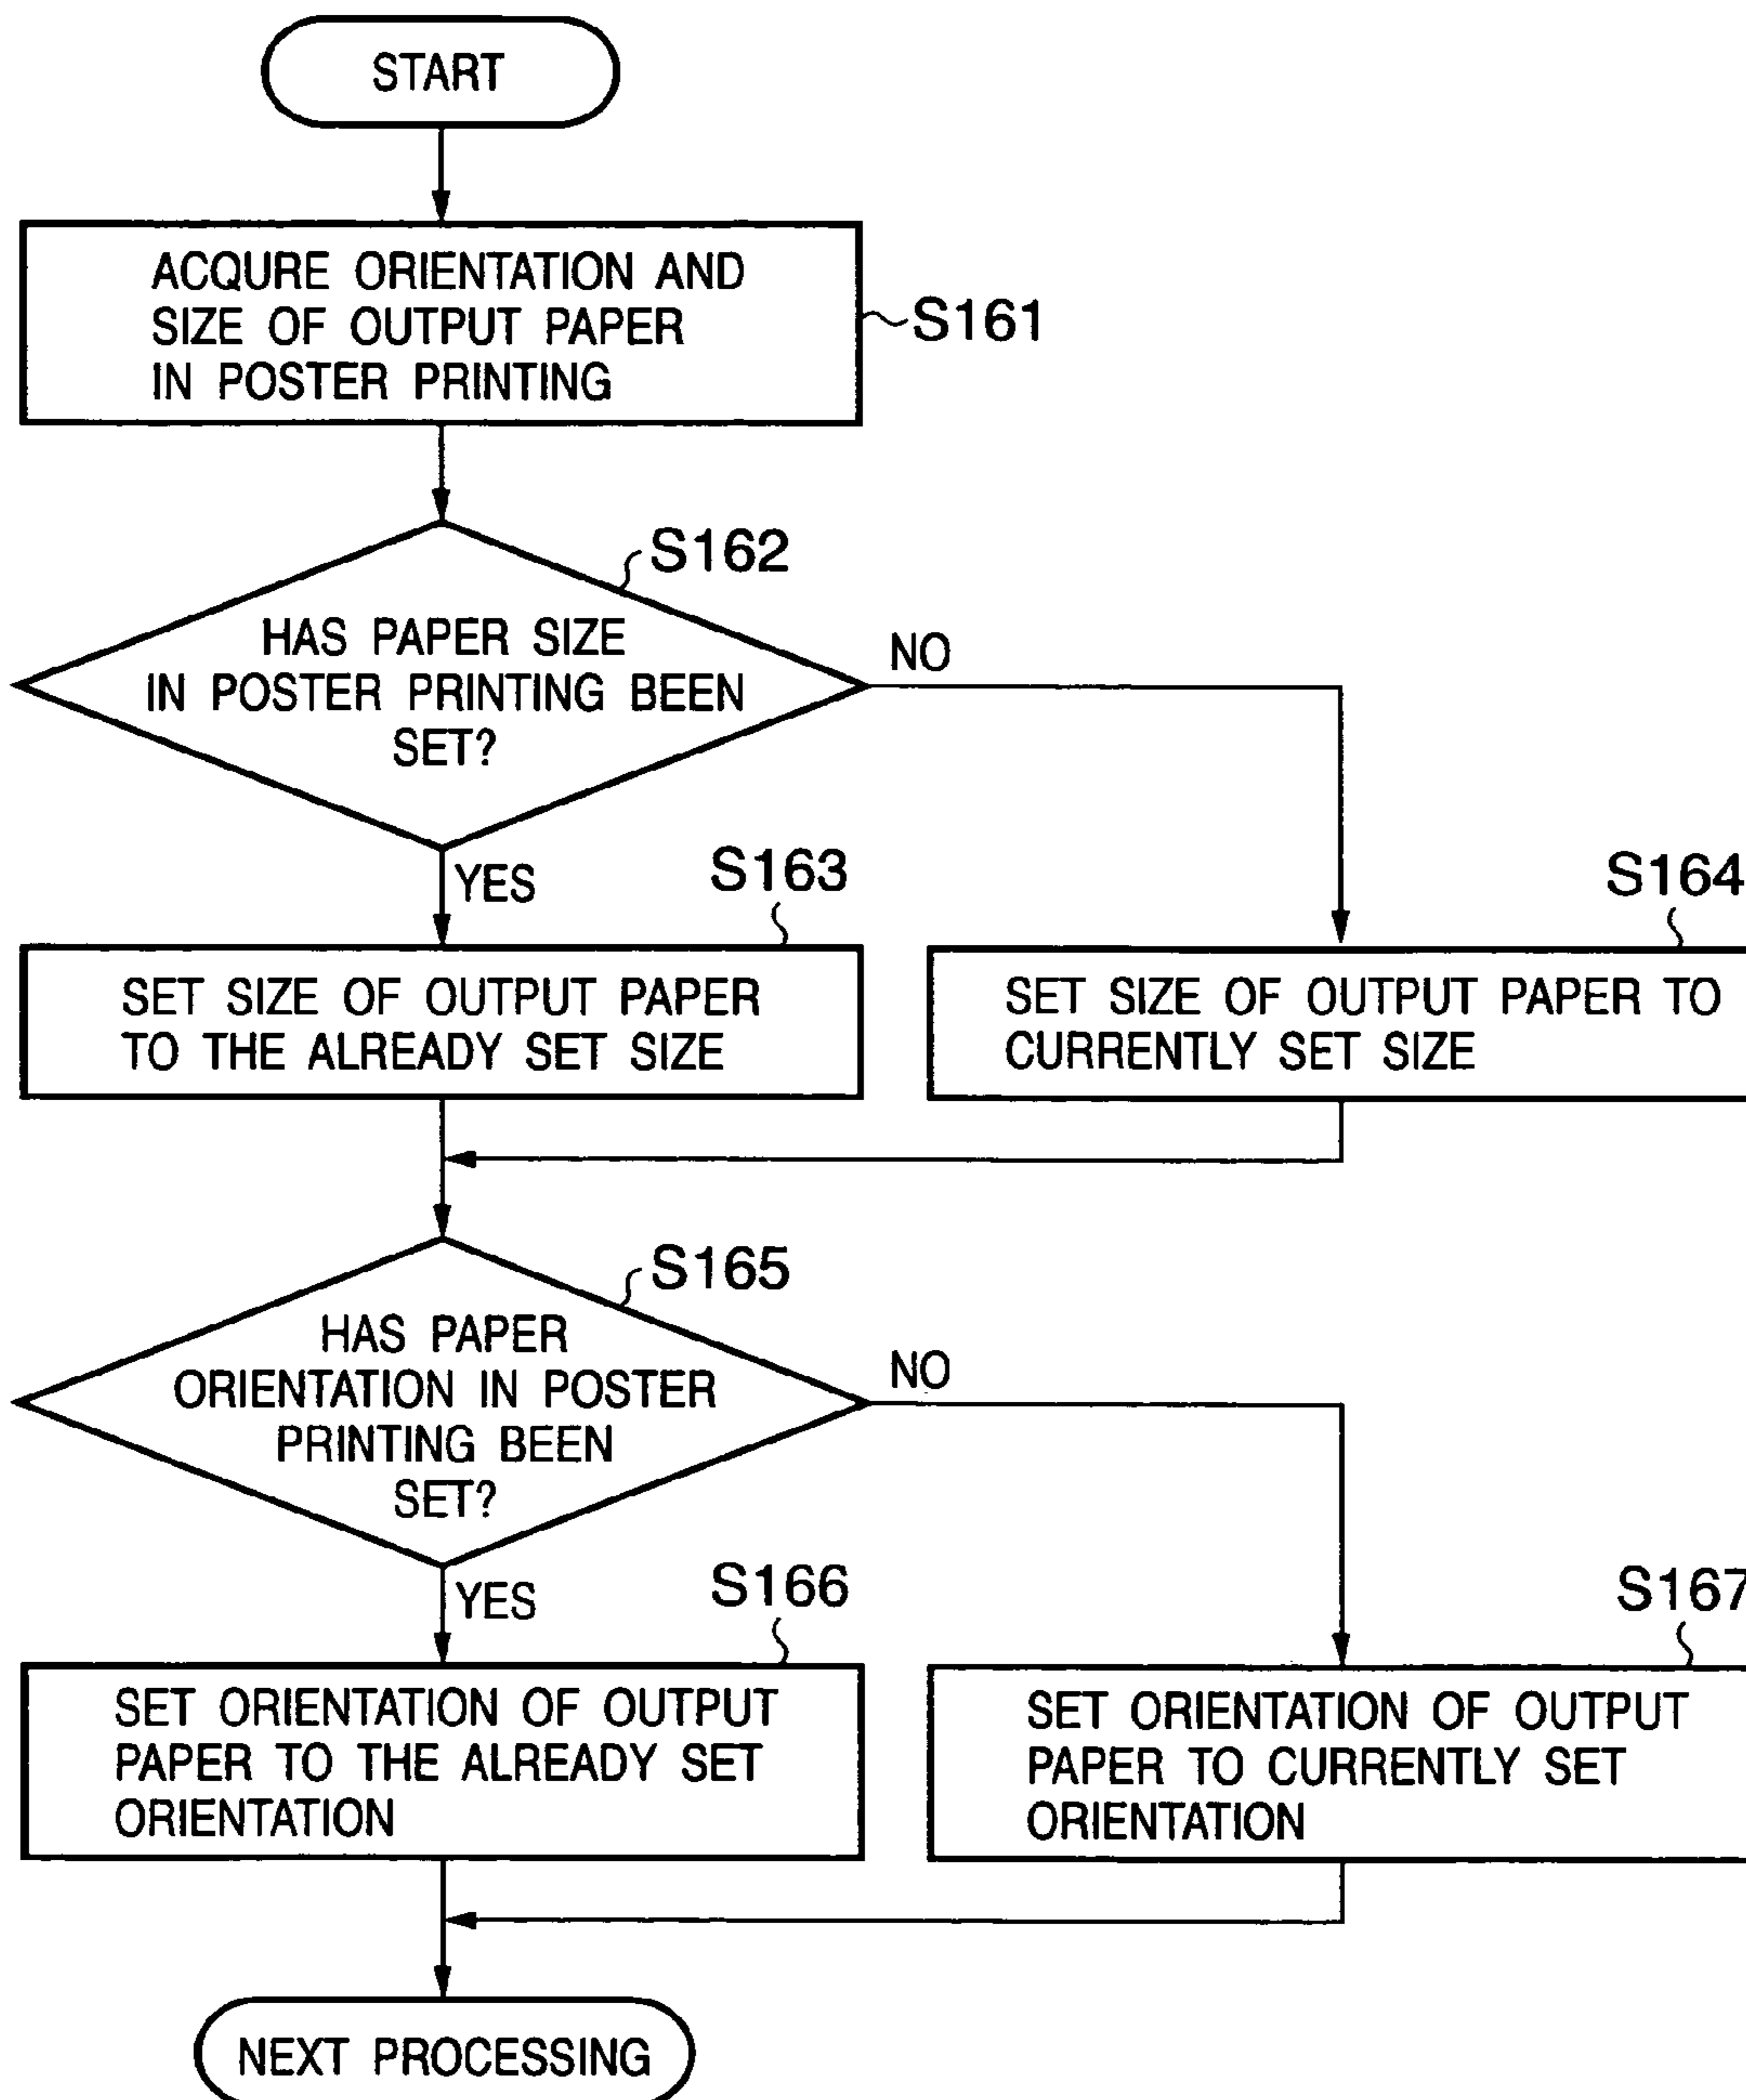 START
ACQURE ORIENTATION AND
SIZE OF OUTPUT PAPER
IN POSTER PRINTING
S161
S162
HAS PAPER SIZE
IN POSTER PRINTING BEEN
SET?
NO
YES
S163
S164
SET SIZE OF OUTPUT PAPER
TO THE ALREADY SET SIZE
SET SIZE OF OUTPUT PAPER TO
CURRENTLY SET SIZE
S165
HAS PAPER
ORIENTATION IN POSTER
PRINTING BEEN
SET?
NO
YES
S166
S167
SET ORIENTATION OF OUTPUT
PAPER TO THE ALREADY SET
ORIENTATION
SET ORIENTATION OF OUTPUT
PAPER TO CURRENTLY SET
ORIENTATION
NEXT PROCESSING